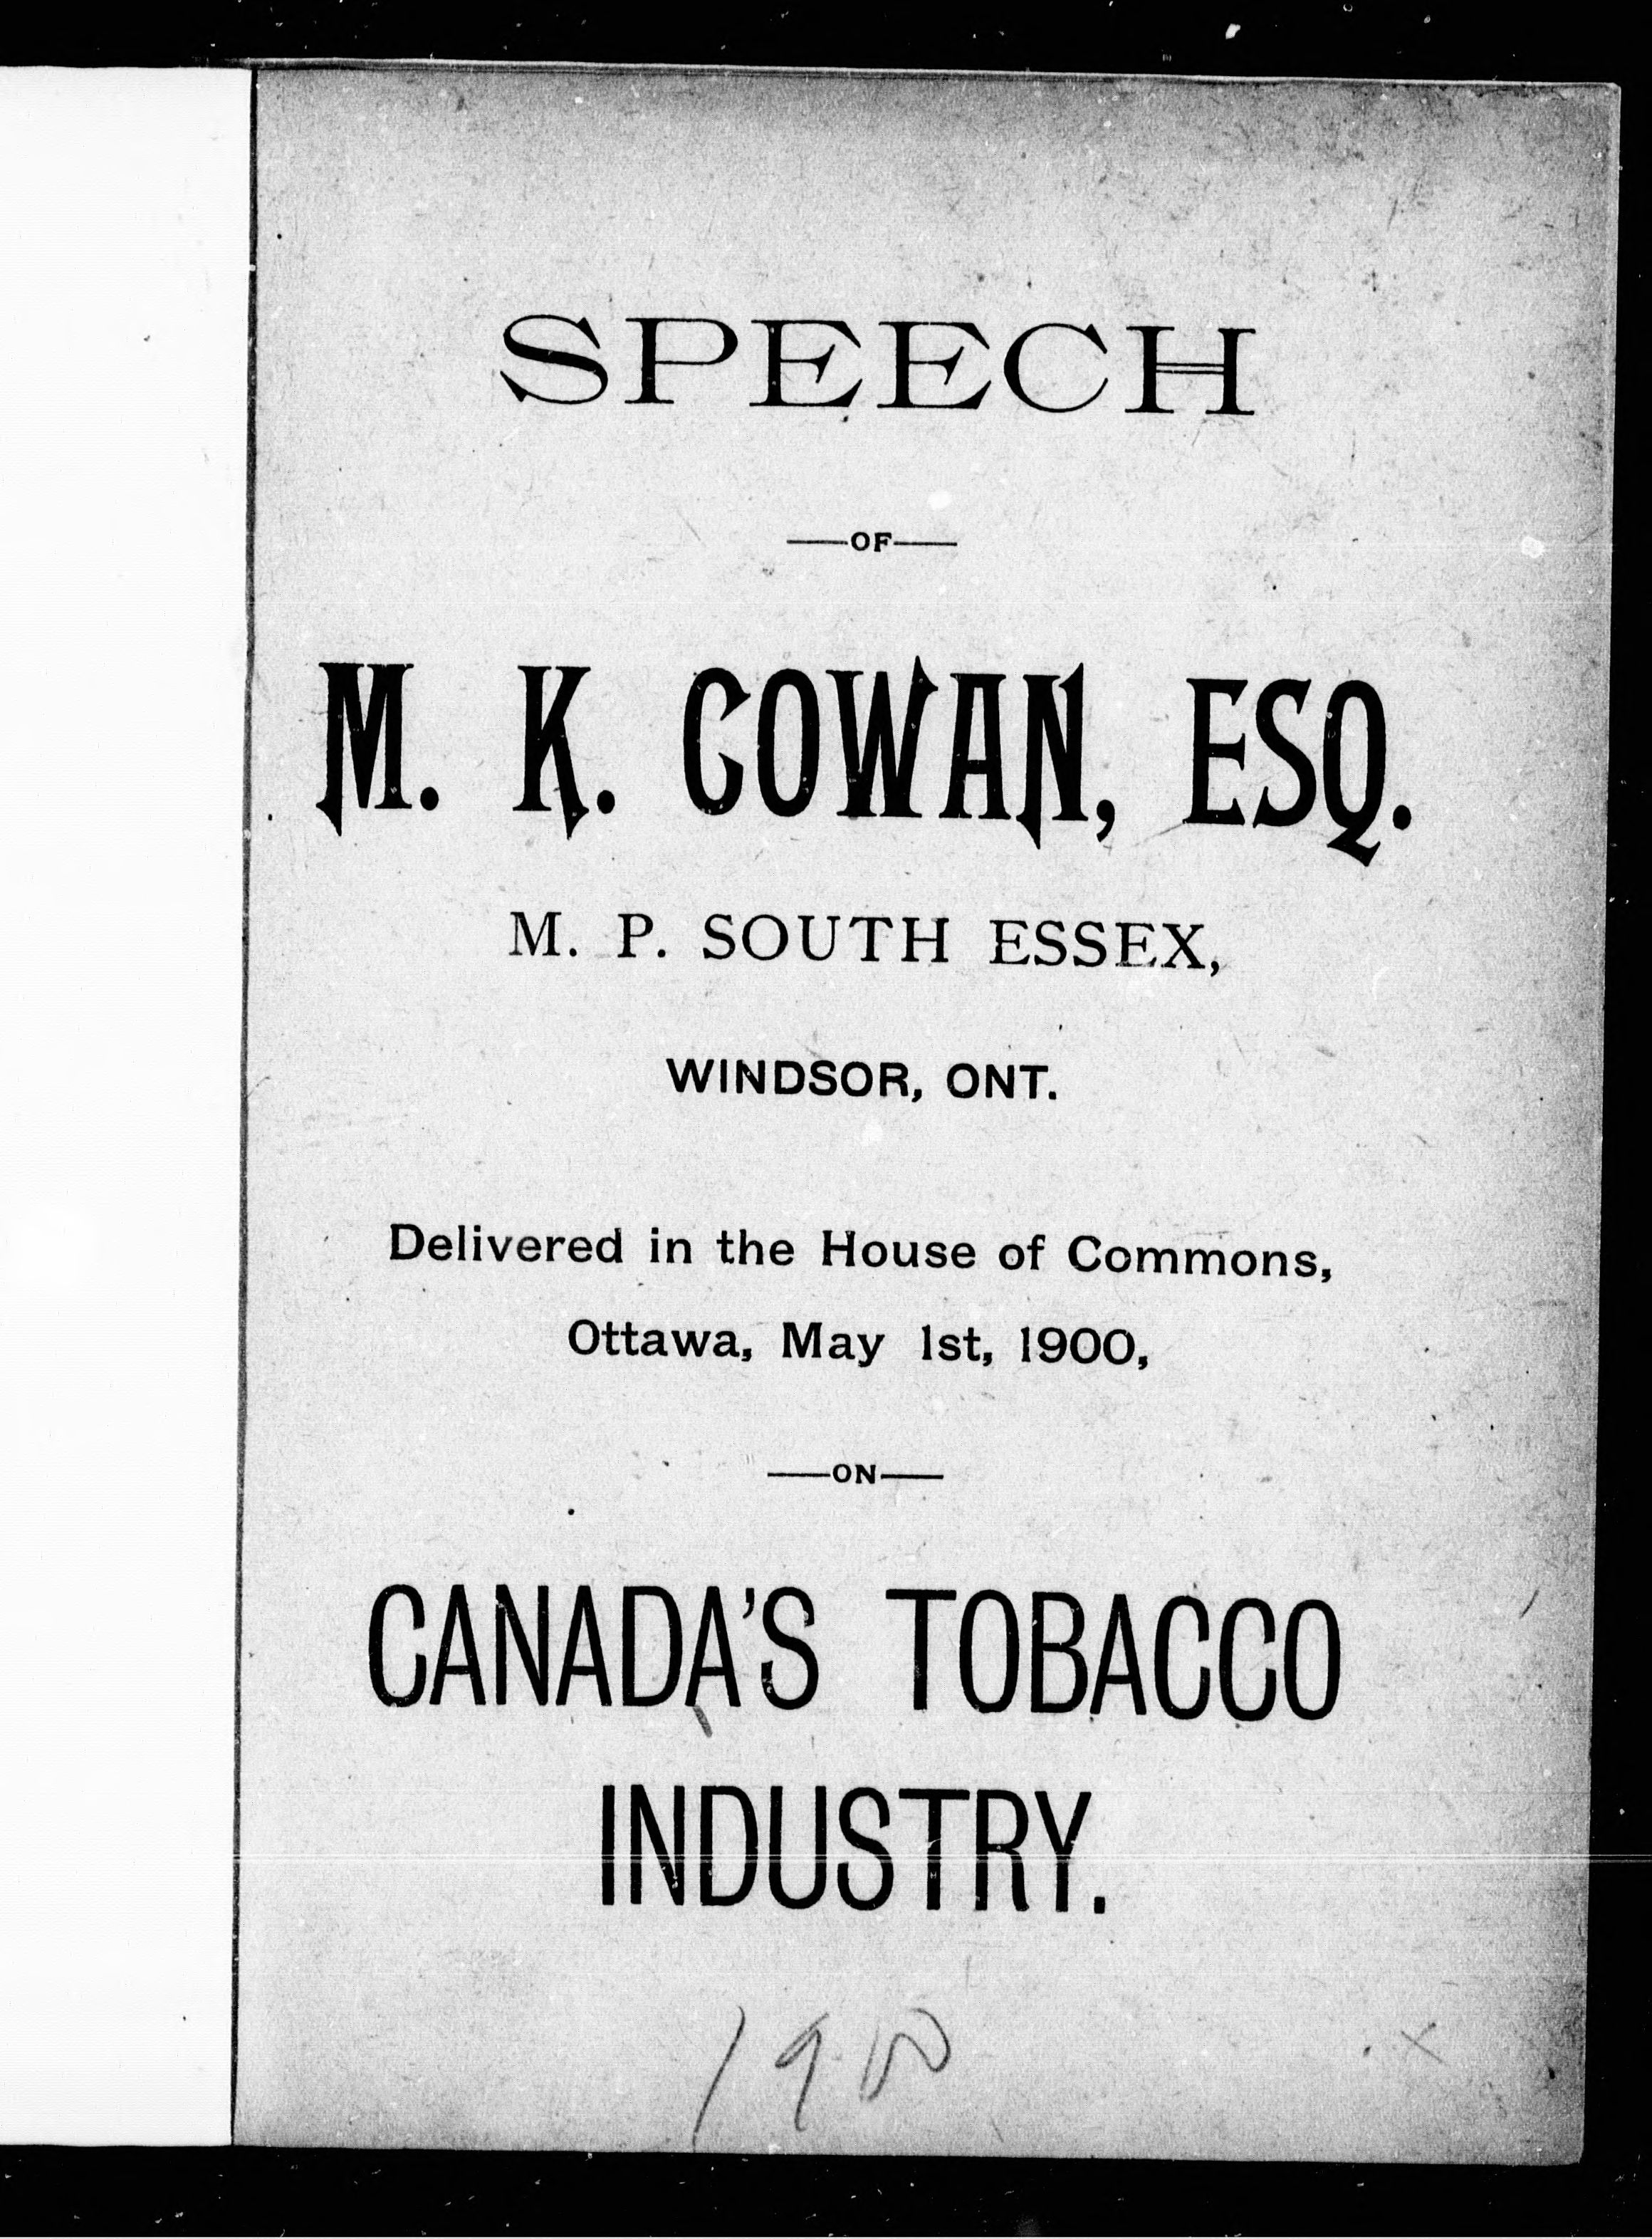 SPEECH
—OF—
M. K. COWAN, ESQ.
M. P. SOUTH ESSEX,
WINDSOR, ONT.
Delivered in the House of Commons,
Ottawa, May 1st, 1900,
—ON—
CANADA'S TOBACCO
INDUSTRY.
1900